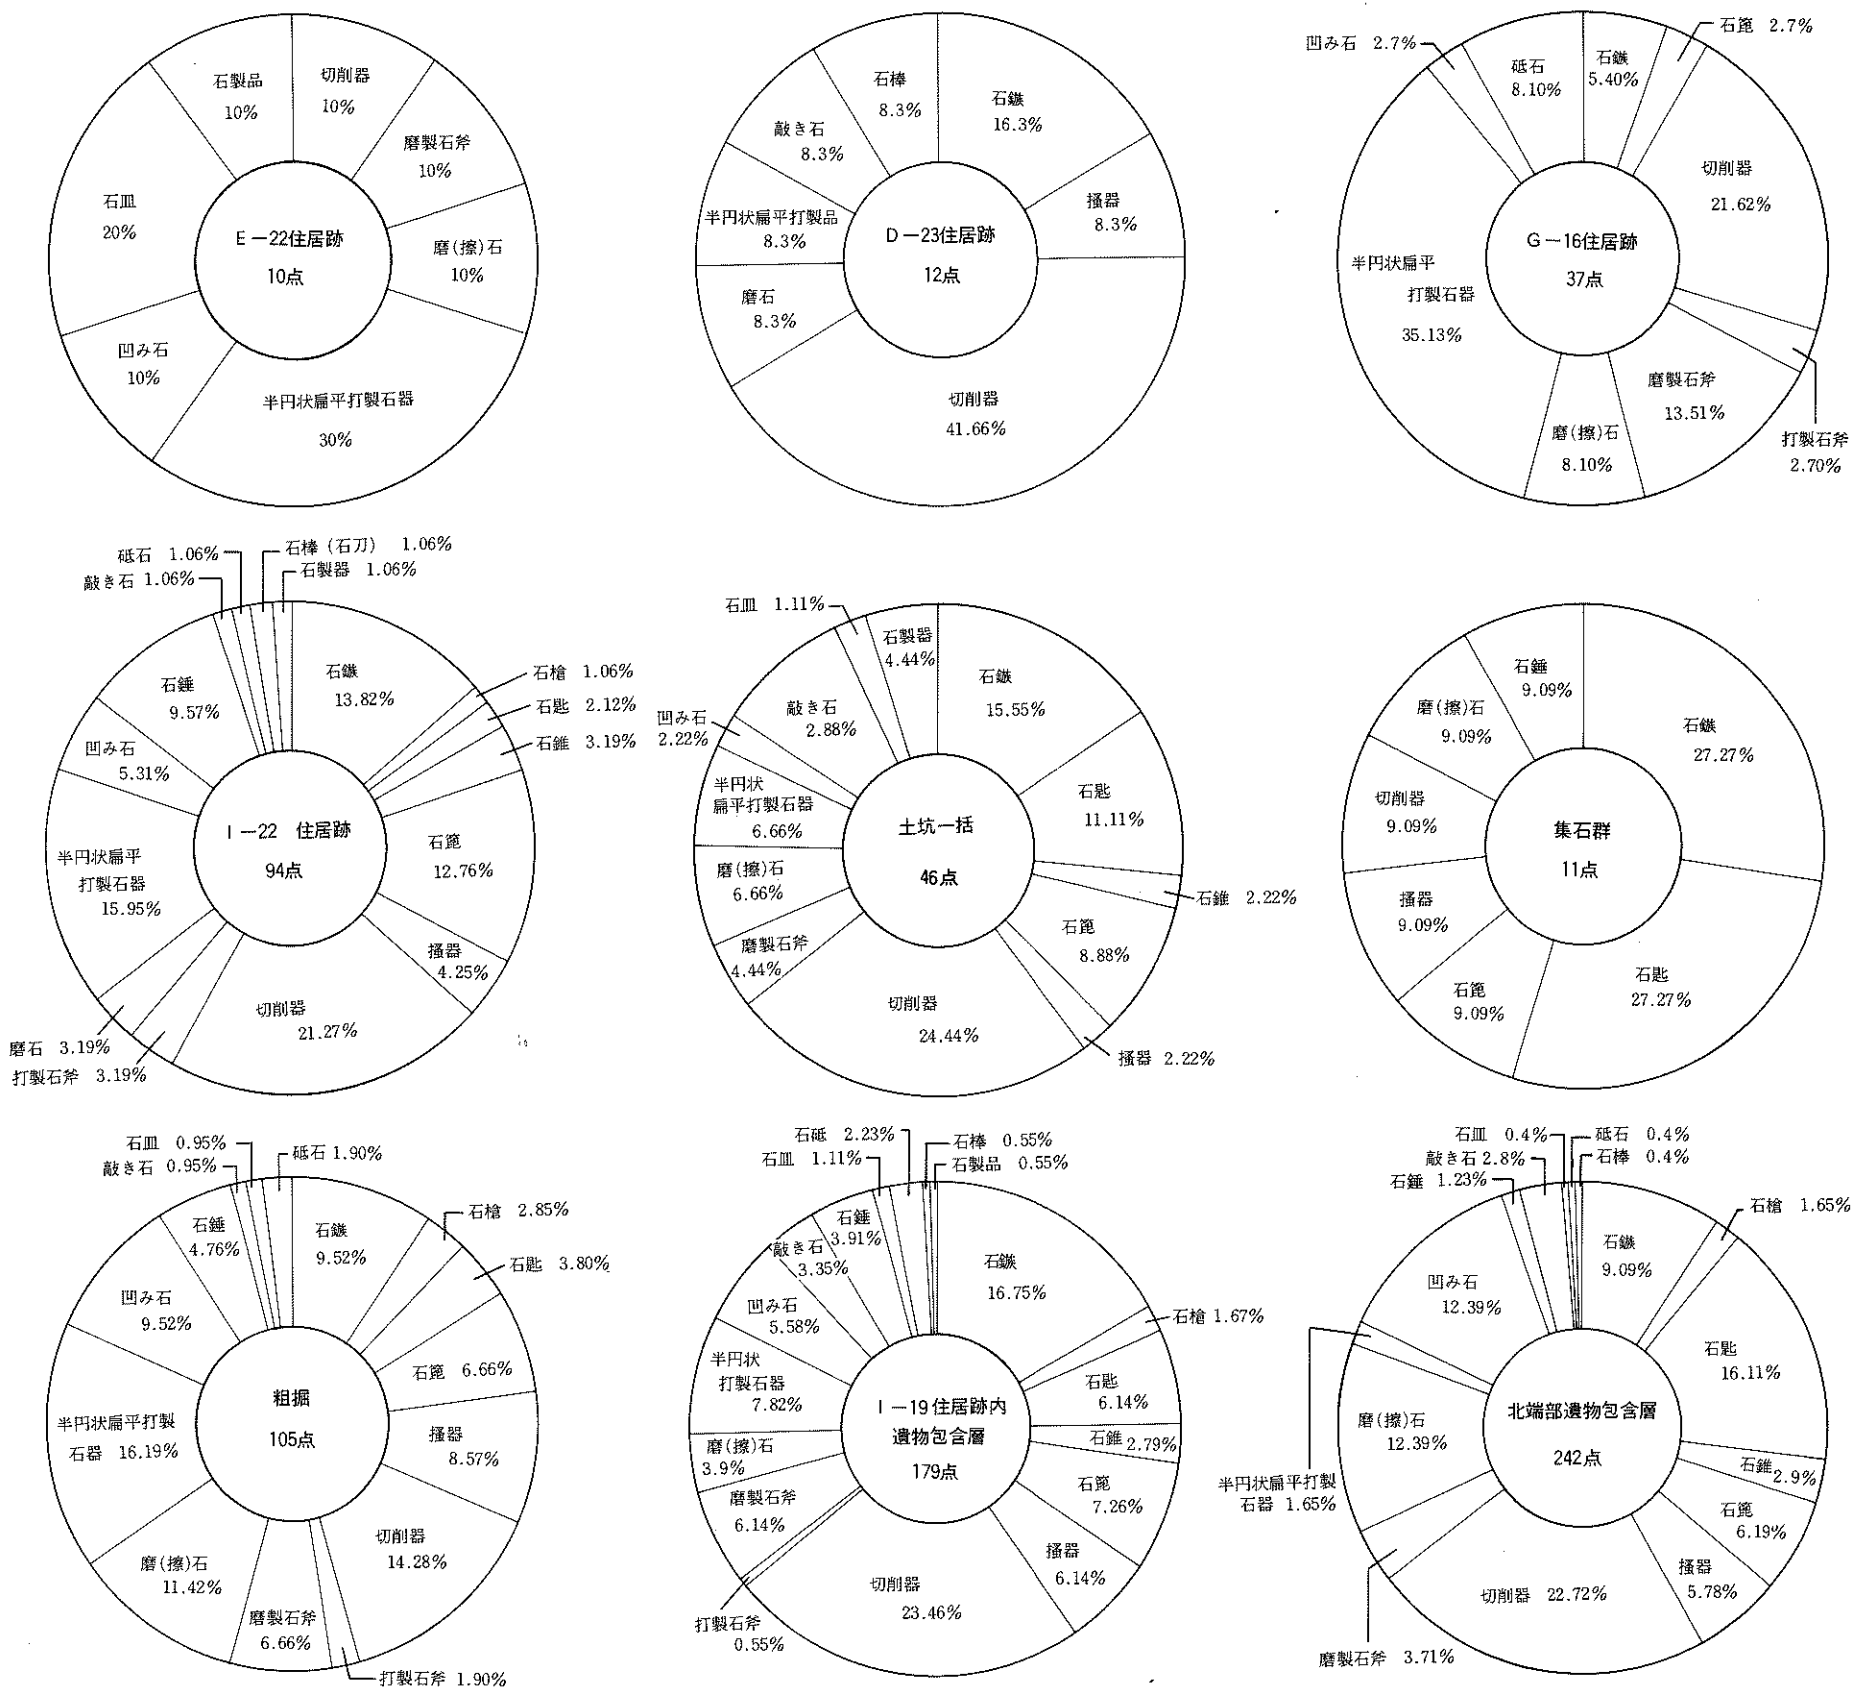 石製品
10%
切削器
10%
磨製石斧
10%
磨(擦)石
10%
半円状扁平打製石器
30%
凹み石
10%
石皿
20%
E－22住居跡
10点
石棒
8.3%
石鏃
16.3%
掻器
8.3%
切削器
41.66%
磨石
8.3%
半円状扁平打製品
8.3%
敲き石
8.3%
D－23住居跡
12点
凹み石 2.7%
砥石
8.10%
石鏃
5.40%
石箆 2.7%
切削器
21.62%
打製石斧
2.70%
磨製石斧
13.51%
磨(擦)石
8.10%
半円状扁平
打製石器
35.13%
G－16住居跡
37点
砥石 1.06%
敲き石 1.06%
石棒（石刀） 1.06%
石製器 1.06%
石鏃
13.82%
石槍 1.06%
石匙 2.12%
石錐 3.19%
石箆
12.76%
掻器
4.25%
切削器
21.27%
打製石斧 3.19%
磨石 3.19%
半円状扁平
打製石器
15.95%
凹み石
5.31%
石錘
9.57%
I－22 住居跡
94点
石皿 1.11%
石製器
4.44%
石鏃
15.55%
石匙
11.11%
石錐 2.22%
石箆
8.88%
掻器 2.22%
切削器
24.44%
磨製石斧
4.44%
磨(擦)石
6.66%
半円状
扁平打製石器
6.66%
凹み石
2.22%
敲き石
2.88%
土坑一括
46点
石錘
9.09%
石鏃
27.27%
石匙
27.27%
石箆
9.09%
掻器
9.09%
切削器
9.09%
磨(擦)石
9.09%
集石群
11点
石皿 0.95%
敲き石 0.95%
砥石 1.90%
石鏃
9.52%
石槍 2.85%
石匙 3.80%
石箆 6.66%
掻器
8.57%
切削器
14.28%
打製石斧 1.90%
磨製石斧
6.66%
磨(擦)石
11.42%
半円状扁平打製
石器 16.19%
凹み石
9.52%
石錘
4.76%
粗掘
105点
石砥 2.23%
石皿 1.11%
石棒 0.55%
石製品 0.55%
石鏃
16.75%
石槍 1.67%
石匙
6.14%
石錐 2.79%
石箆
7.26%
掻器
6.14%
切削器
23.46%
打製石斧
0.55%
磨製石斧
6.14%
磨(擦)石
3.9%
半円状
打製石器
7.82%
凹み石
5.58%
敲き石
3.35%
石錘
3.91%
I－19住居跡内
遺物包含層
179点
石皿 0.4%
敲き石 2.8%
石錘 1.23%
砥石 0.4%
石棒 0.4%
石鏃
9.09%
石槍 1.65%
石匙
16.11%
石錐 2.9%
石箆
6.19%
掻器
5.78%
切削器 22.72%
磨製石斧 3.71%
磨(擦)石
12.39%
半円状扁平打製
石器 1.65%
凹み石
12.39%
北端部遺物包含層
242点